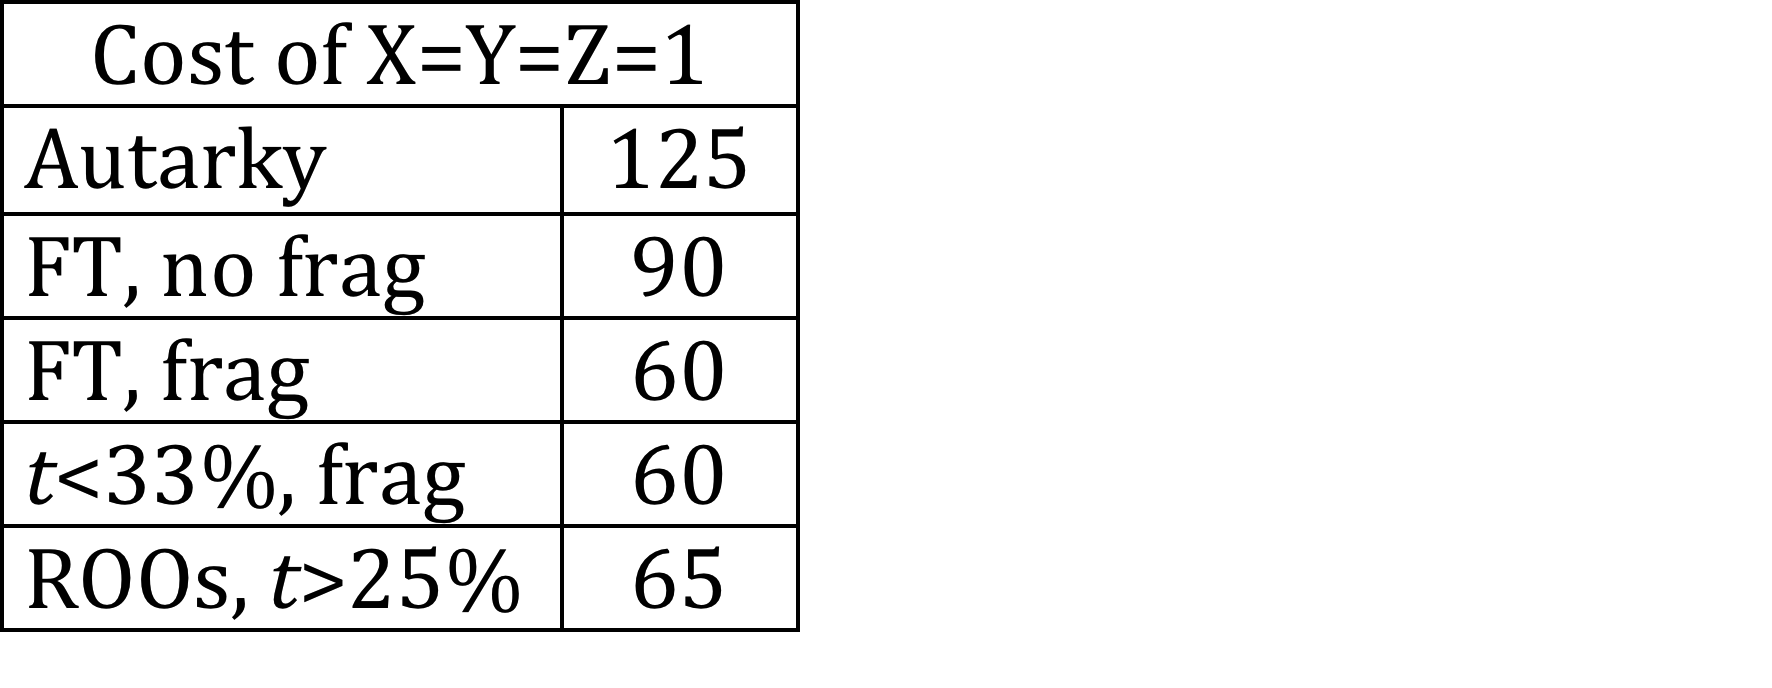 Cost of X=Y=Z=1
Autarky 125
FT, no frag 90
FT, frag 60
t<33%, frag 60
ROOs, t>25% 65